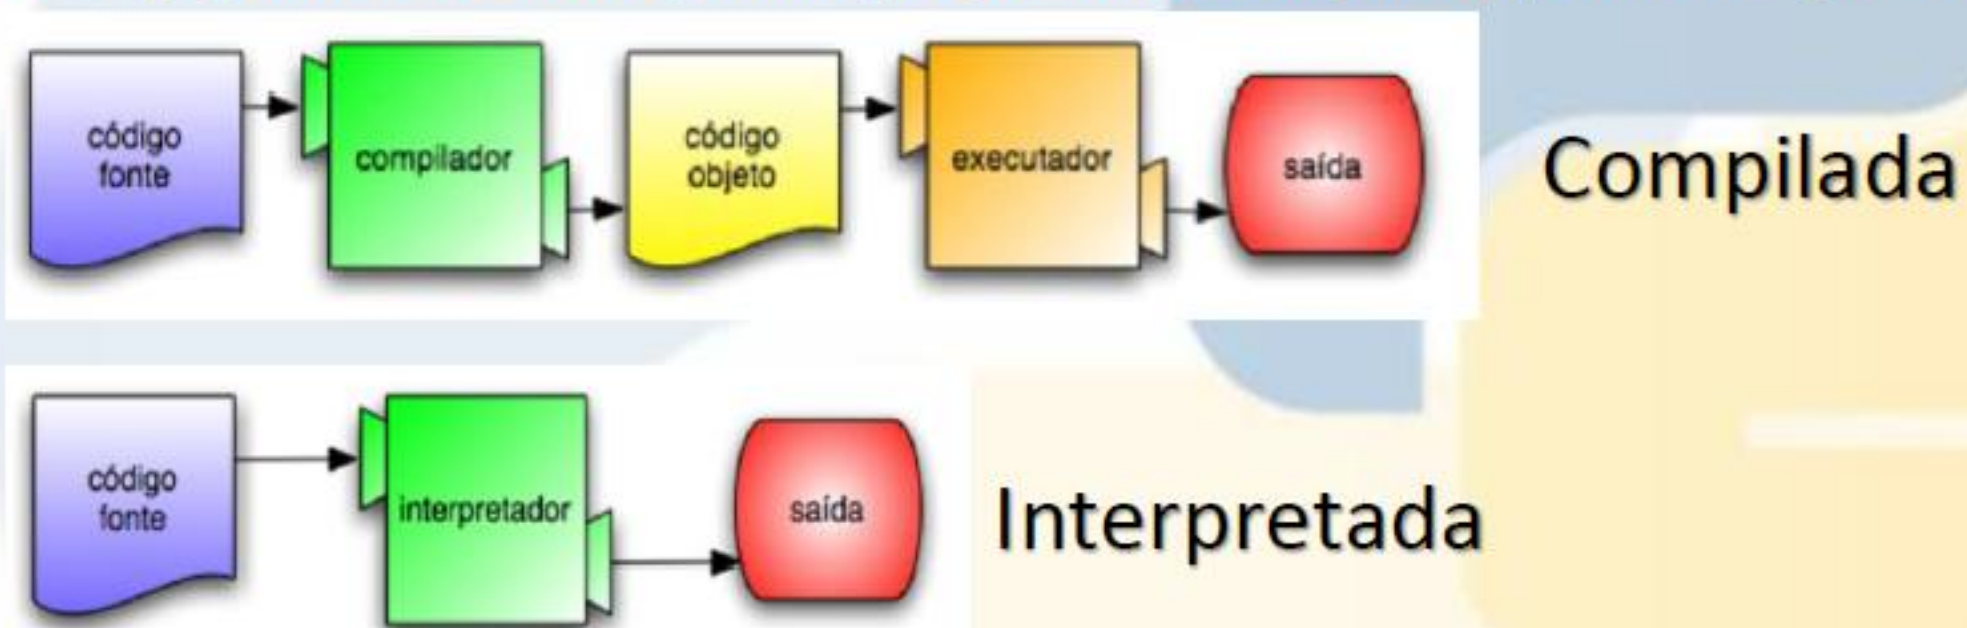 código
fonte
compilador
código
objeto
executador
saída
Compilada
código
fonte
interpretador
saída
Interpretada